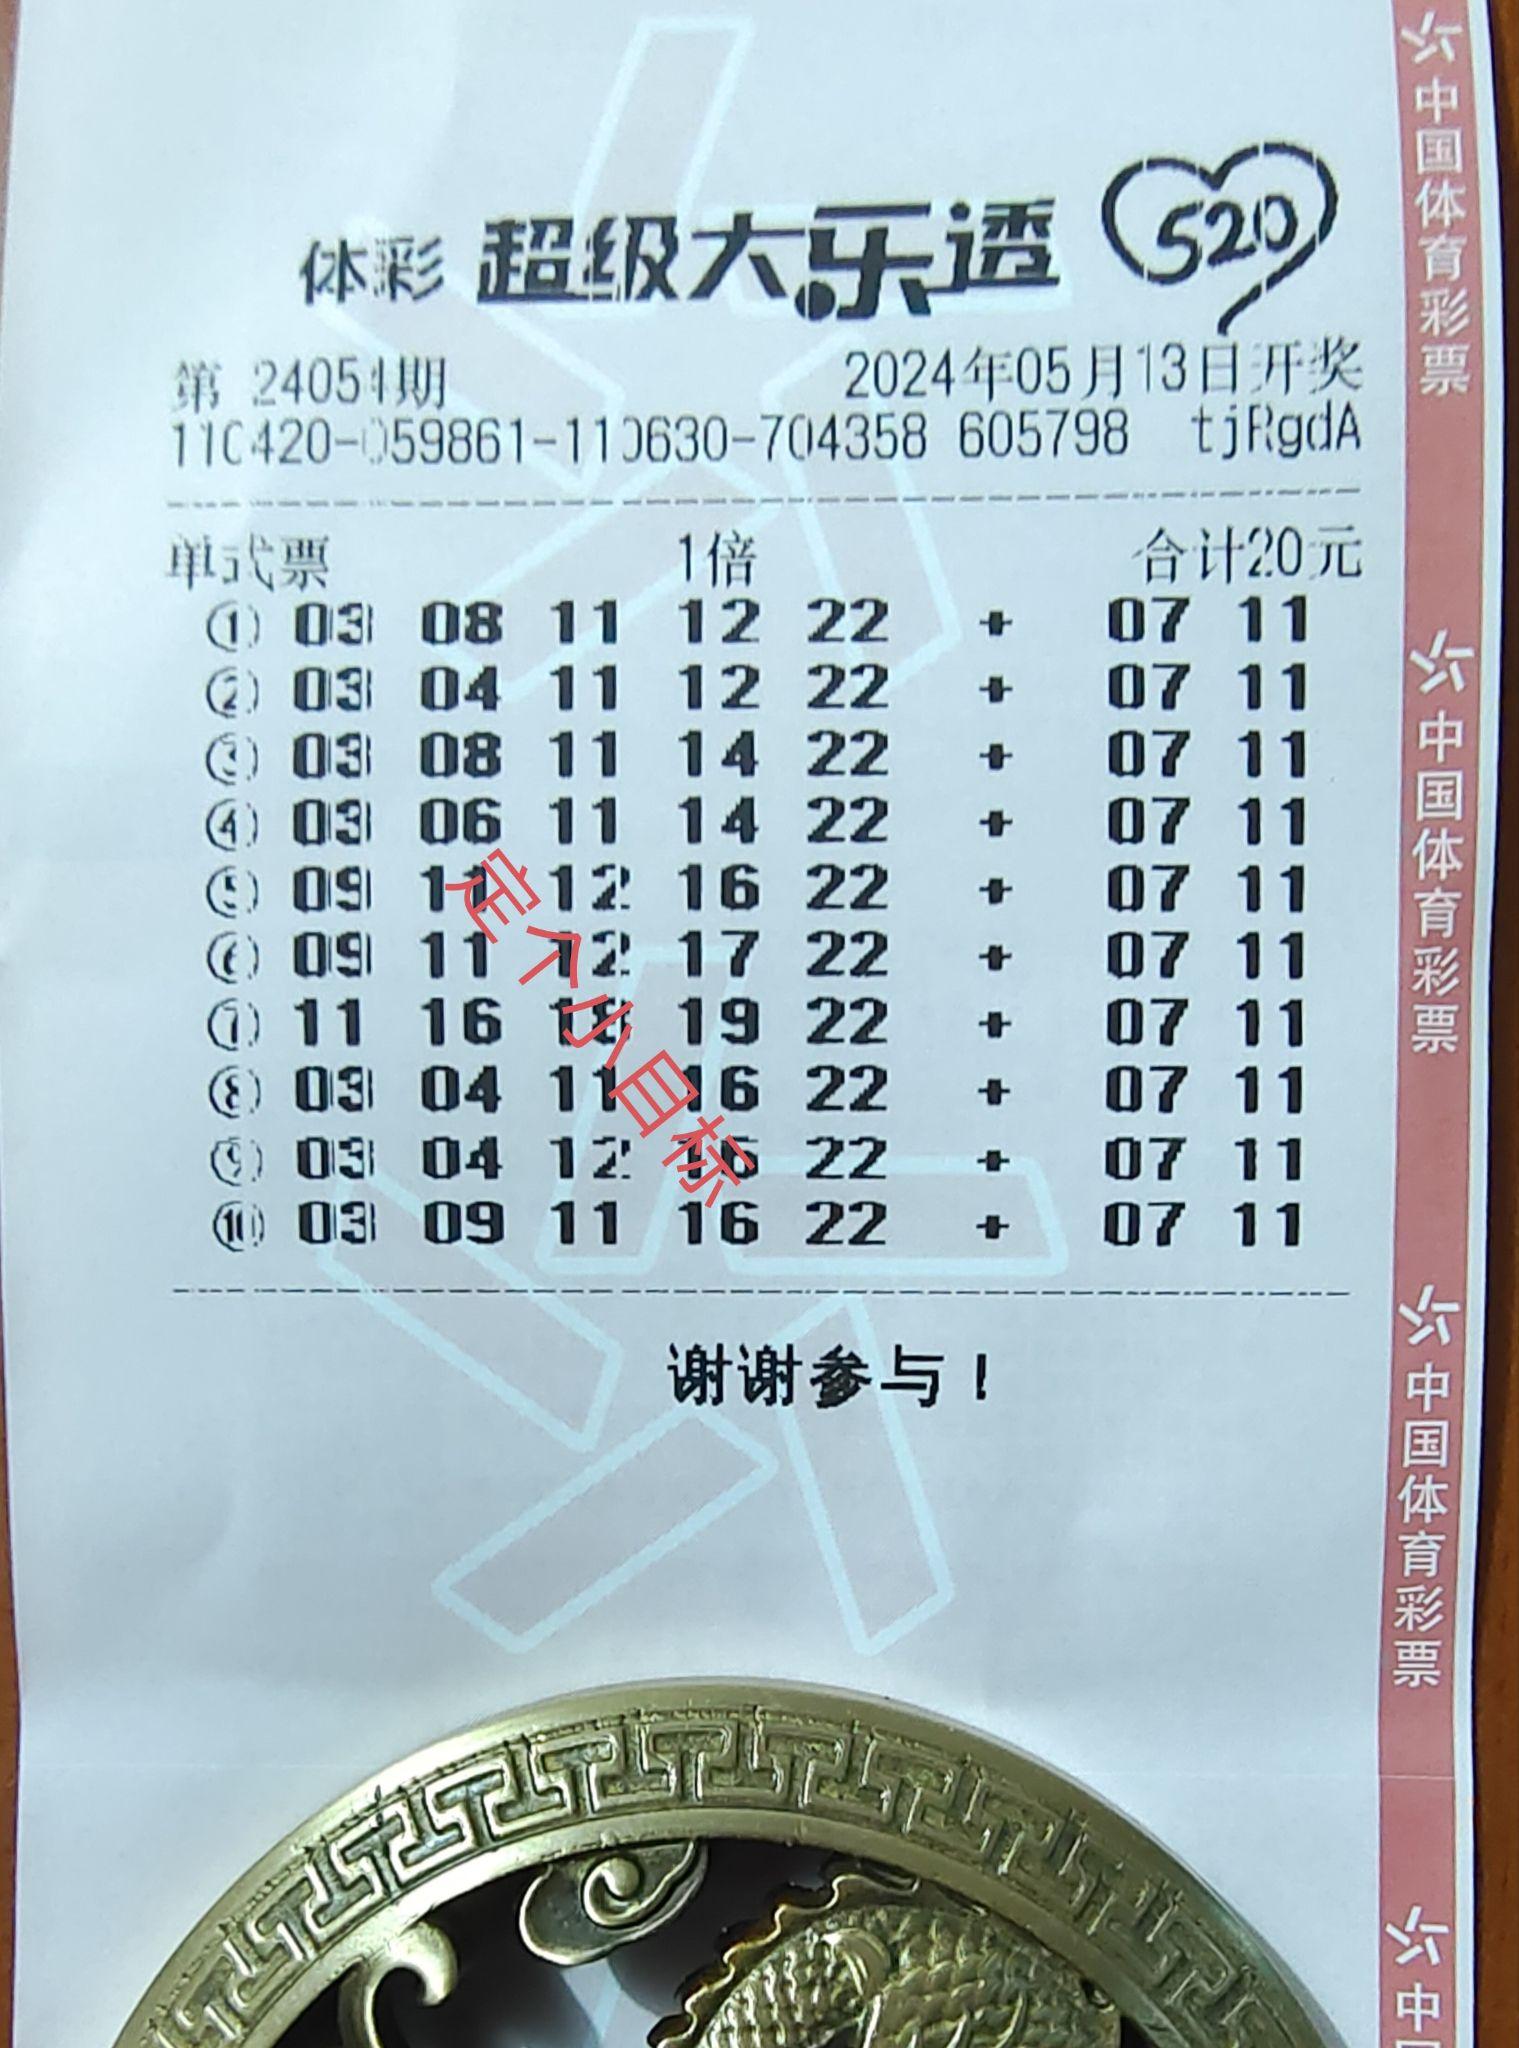 体彩 超级大乐透 520
第 24054期 2024年05月13日开奖
110420-059861-110630-704358 605798 tjRgdA
单式票 1倍 合计20元
① 03 08 11 12 22 + 07 11
② 03 04 11 12 22 + 07 11
③ 03 08 11 14 22 + 07 11
④ 03 06 11 14 22 + 07 11
⑤ 09 11 12 16 22 + 07 11
⑥ 09 11 12 17 22 + 07 11
⑦ 11 16 18 19 22 + 07 11
⑧ 03 04 11 16 22 + 07 11
⑨ 03 04 12 16 22 + 07 11
⑩ 03 09 11 16 22 + 07 11
定个小目标
谢谢参与！
中国体育彩票
中国体育彩票
中国体育彩票
中国